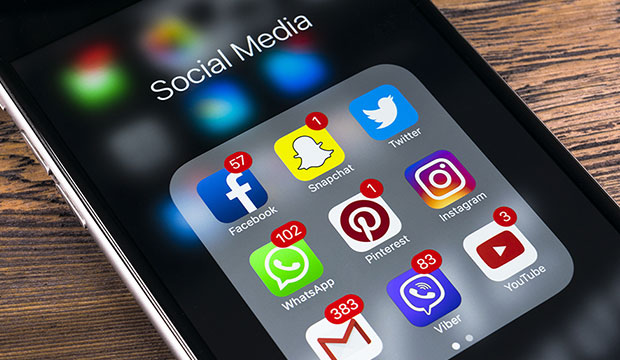 Social Media
57
1
Facebook
Snapchat
Twitter
102
1
WhatsApp
Pinterest
Instagram
383
83
3
Viber
YouTube